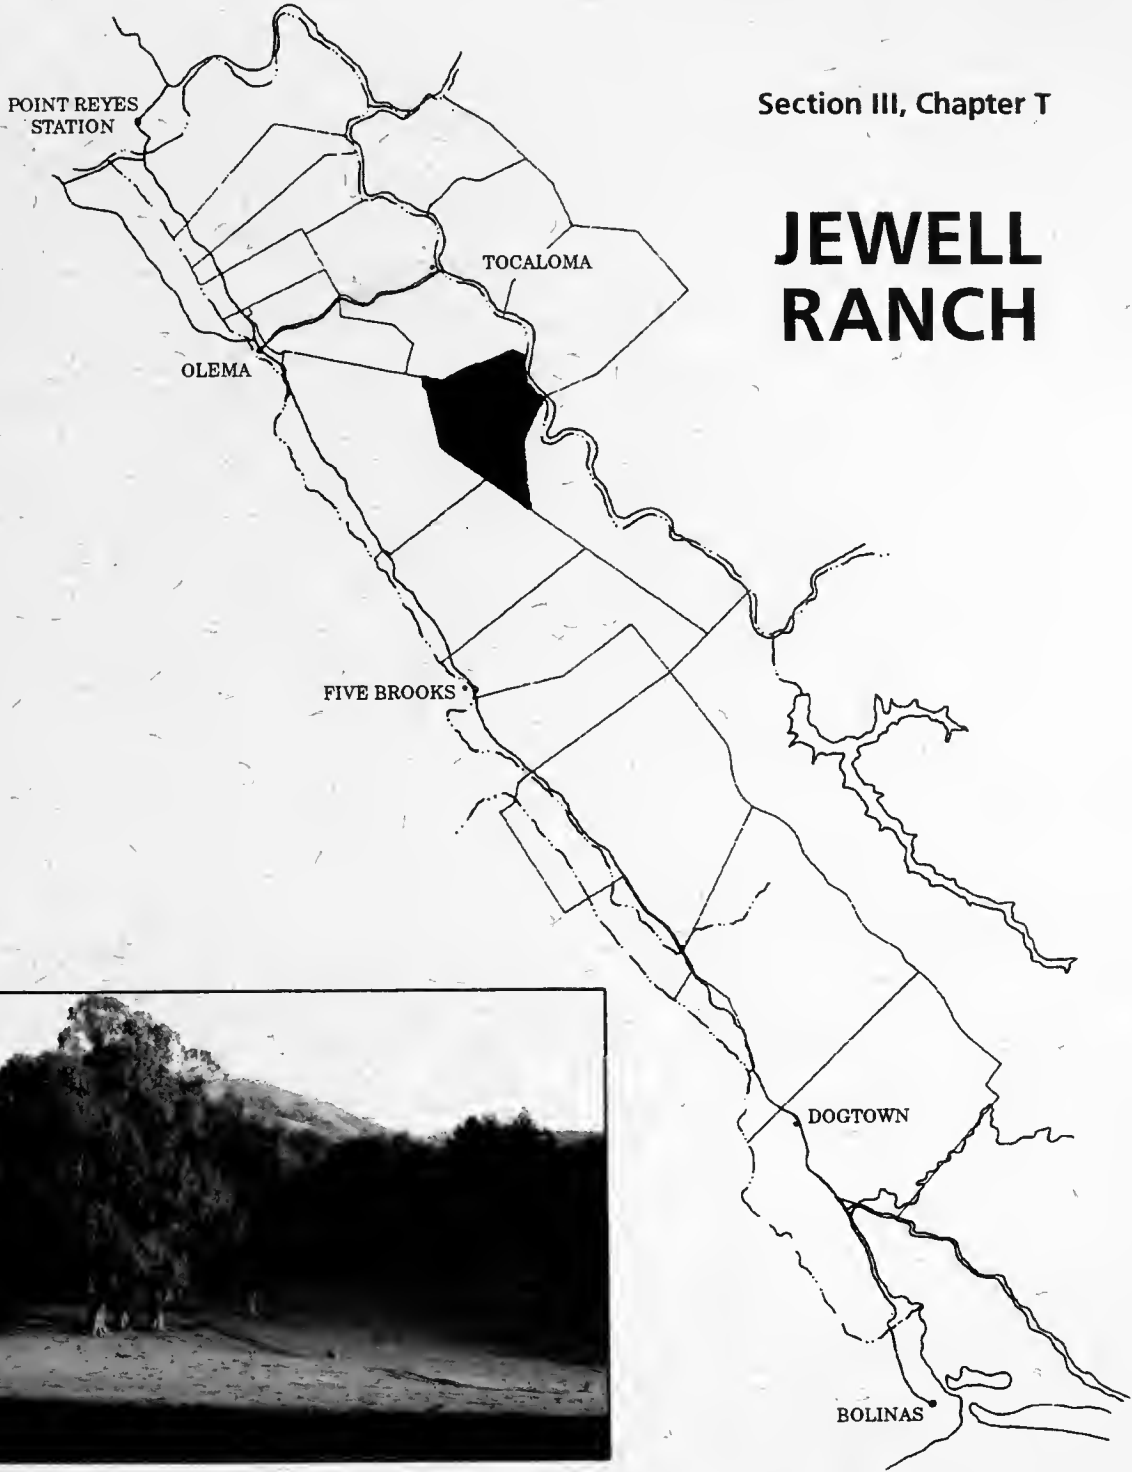 Section III, Chapter T
JEWELL
RANCH
POINT REYES
STATION
TOCALOMA
OLEMA
FIVE BROOKS
DOGTOWN
BOLINAS